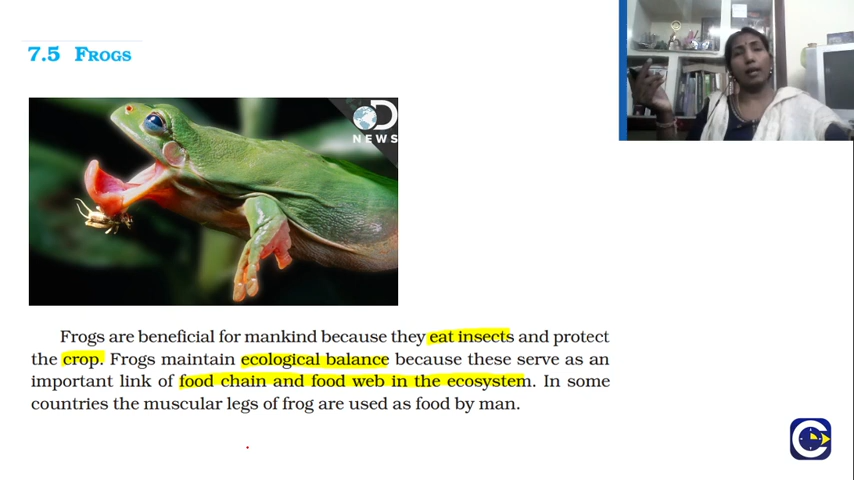 7.5 FROGS
D
NEWS
Frogs are beneficial for mankind because they eat insects and protect
the crop. Frogs maintain ecological balance because these serve as an
important link of food chain and food web in the ecosystem. In some
countries the muscular legs of frog are used as food by man.